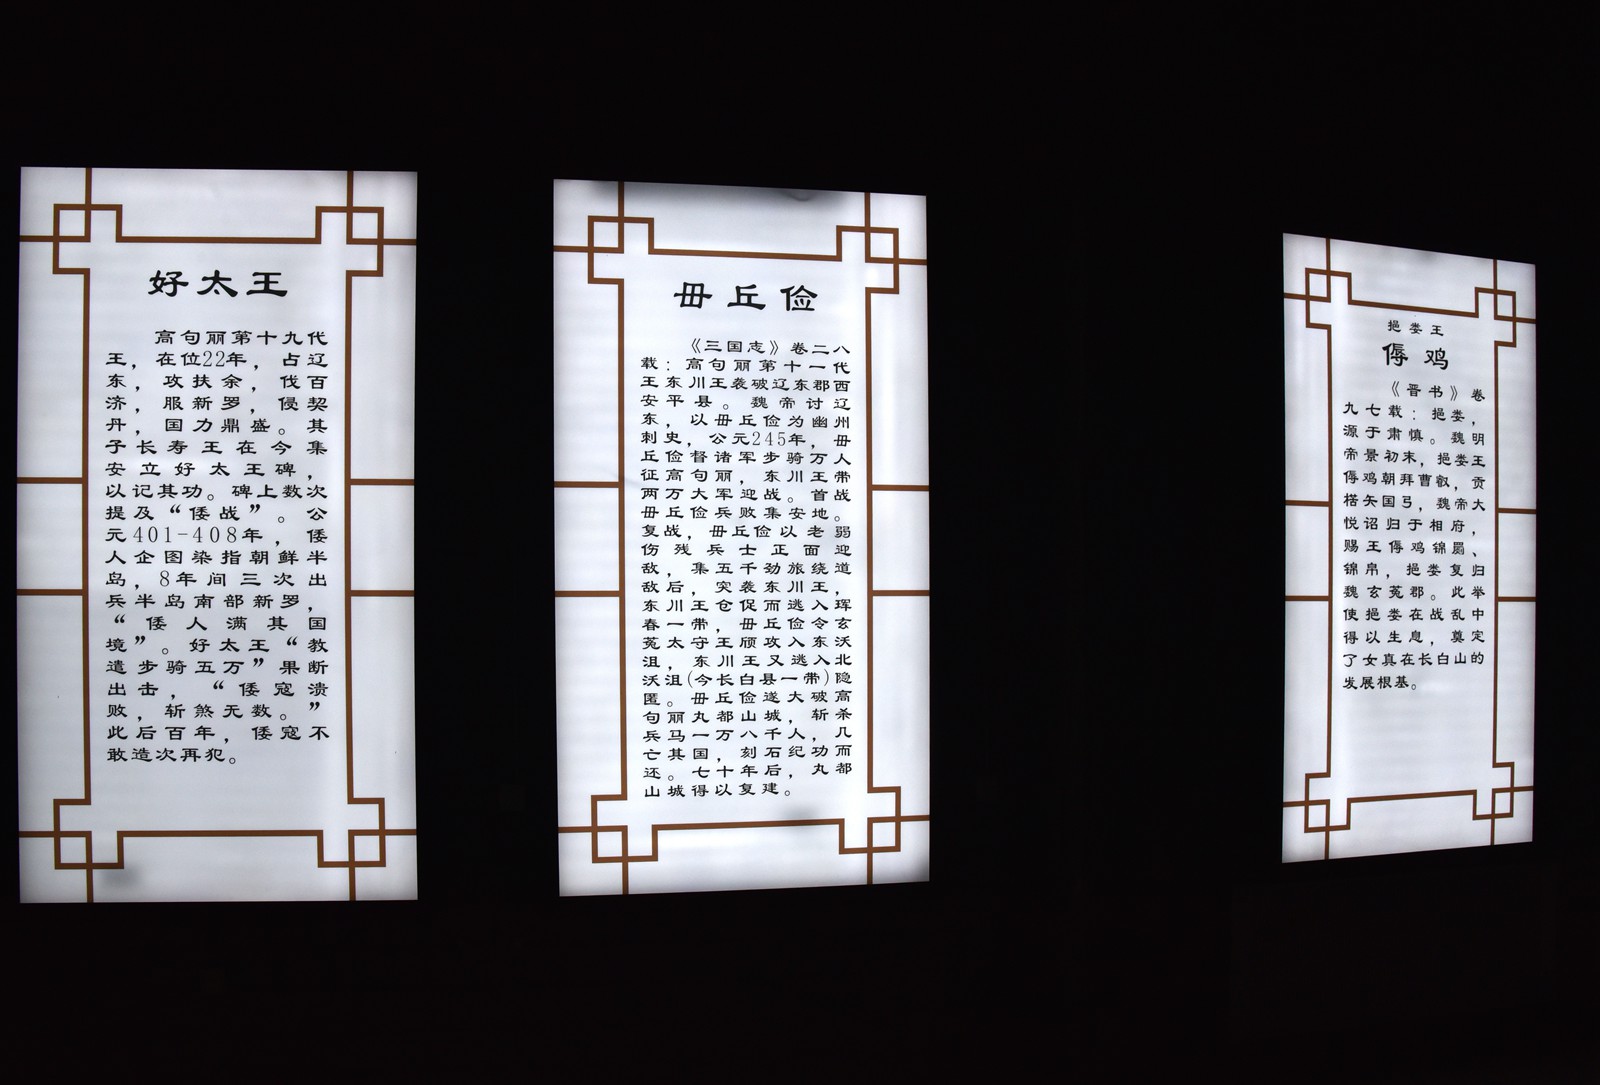 好太王
高句丽第十九代
王，在位22年，占辽
东，攻扶余，伐百
济，服新罗，侵契
丹，国力鼎盛。其
子长寿王在今集
安立好太王碑，
以记其功。碑上数次
提及“倭战”。公
元401-408年，倭
人企图染指朝鲜半
岛，8年间三次出
兵半岛南部新罗，
“倭人满其国
境”。好太王“教
遣步骑五万”果断
出击，“倭寇溃
败，斩煞无数。”
此后百年，倭寇不
敢造次再犯。
毌丘俭
《三国志》卷二八
载：高句丽第十一代
王东川王袭破辽东郡西
安平县。魏帝讨辽
东，以毌丘俭为幽州
刺史，公元245年，毌
丘俭督诸军步骑万人
征高句丽，东川王带
两万大军迎战。首战
毌丘俭兵败集安地。
复战，毌丘俭以老弱
伤残兵士正面迎
敌，集五千劲旅绕道
敌后，突袭东川王，
东川王仓促而逃入珲
春一带，毌丘俭令玄
菟太守王颀攻入东沃
沮，东川王又逃入北
沃沮(今长白县一带)隐
匿。毌丘俭遂大破高
句丽丸都山城，斩杀
兵马一万八千人，几
亡其国，刻石纪功而
还。七十年后，丸都
山城得以复建。
挹娄王
傉鸡
《晋书》卷
九七载：挹娄，
源于肃慎。魏明
帝景初末，挹娄王
傉鸡朝拜曹叡，贡
楛矢国弓，魏帝大
悦诏归于相府，
赐王傉鸡锦罽、
锦帛，挹娄复归
魏玄菟郡。此举
使挹娄在战乱中
得以生息，奠定
了女真在长白山的
发展根基。